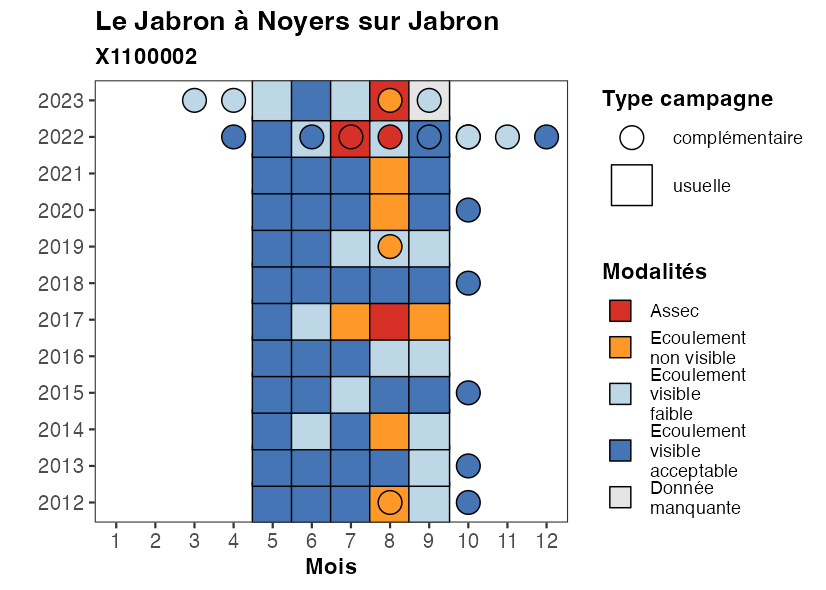 Le Jabron à Noyers sur Jabron
X1100002
2023
2022
2021
2020
2019
2018
2017
2016
2015
2014
2013
2012
1 2 3 4 5 6 7 8 9 10 11 12
Mois
Type campagne
complémentaire
usuelle
Modalités
Assec
Ecoulement
non visible
Ecoulement
visible
faible
Ecoulement
visible
acceptable
Donnée
manquante